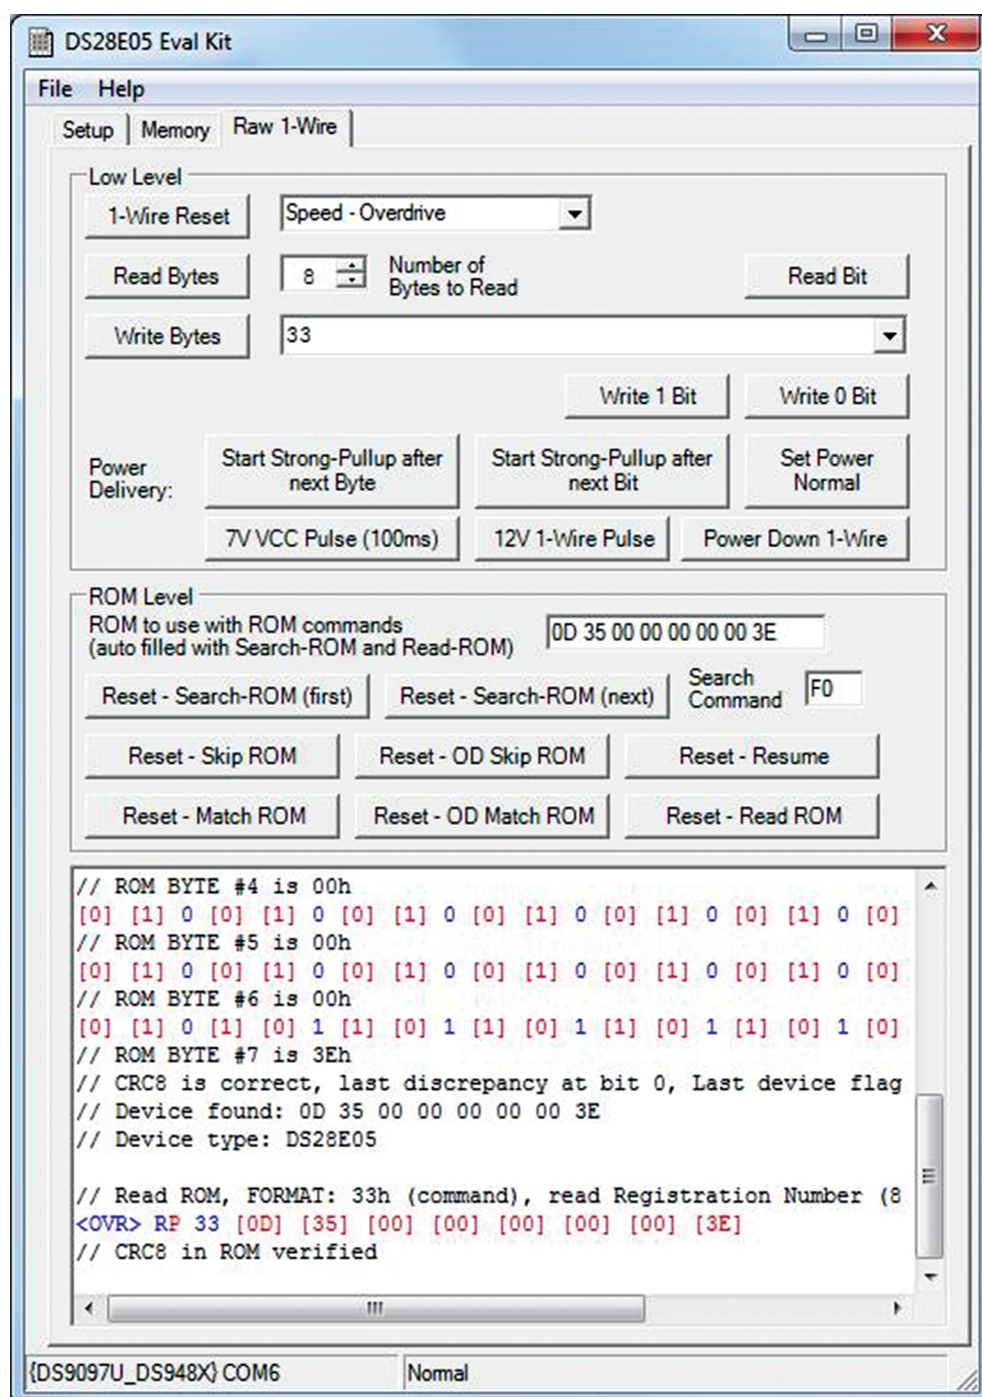 DS28E05 Eval Kit
File Help
Setup Memory Raw 1-Wire
Low Level
1-Wire Reset Speed - Overdrive
Read Bytes 8 Number of Bytes to Read Read Bit
Write Bytes 33
Write 1 Bit Write 0 Bit
Power Delivery: Start Strong-Pullup after next Byte Start Strong-Pullup after next Bit Set Power Normal
7V VCC Pulse (100ms) 12V 1-Wire Pulse Power Down 1-Wire
ROM Level
ROM to use with ROM commands
(auto filled with Search-ROM and Read-ROM) 0D 35 00 00 00 00 00 3E
Reset - Search-ROM (first) Reset - Search-ROM (next) Search Command F0
Reset - Skip ROM Reset - OD Skip ROM Reset - Resume
Reset - Match ROM Reset - OD Match ROM Reset - Read ROM
// ROM BYTE #4 is 00h
[0] [1] 0 [0] [1] 0 [0] [1] 0 [0] [1] 0 [0] [1] 0 [0] [1] 0 [0]
// ROM BYTE #5 is 00h
[0] [1] 0 [0] [1] 0 [0] [1] 0 [0] [1] 0 [0] [1] 0 [0] [1] 0 [0]
// ROM BYTE #6 is 00h
[0] [1] 0 [1] [0] 1 [1] [0] 1 [1] [0] 1 [1] [0] 1 [1] [0] 1 [0]
// ROM BYTE #7 is 3Eh
// CRC8 is correct, last discrepancy at bit 0, Last device flag
// Device found: 0D 35 00 00 00 00 00 3E
// Device type: DS28E05
// Read ROM, FORMAT: 33h (command), read Registration Number (8
<OVR> RP 33 [0D] [35] [00] [00] [00] [00] [00] [3E]
// CRC8 in ROM verified
{DS9097U_DS948X} COM6 Normal